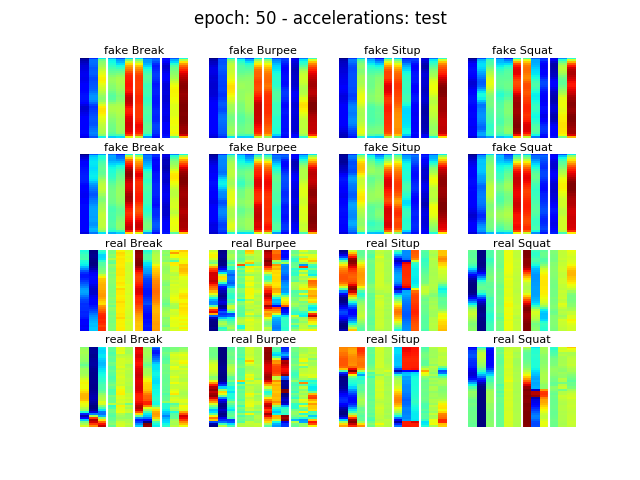 epoch: 50 - accelerations: test
fake Break fake Burpee fake Situp fake Squat
fake Break fake Burpee fake Situp fake Squat
real Break real Burpee real Situp real Squat
real Break real Burpee real Situp real Squat